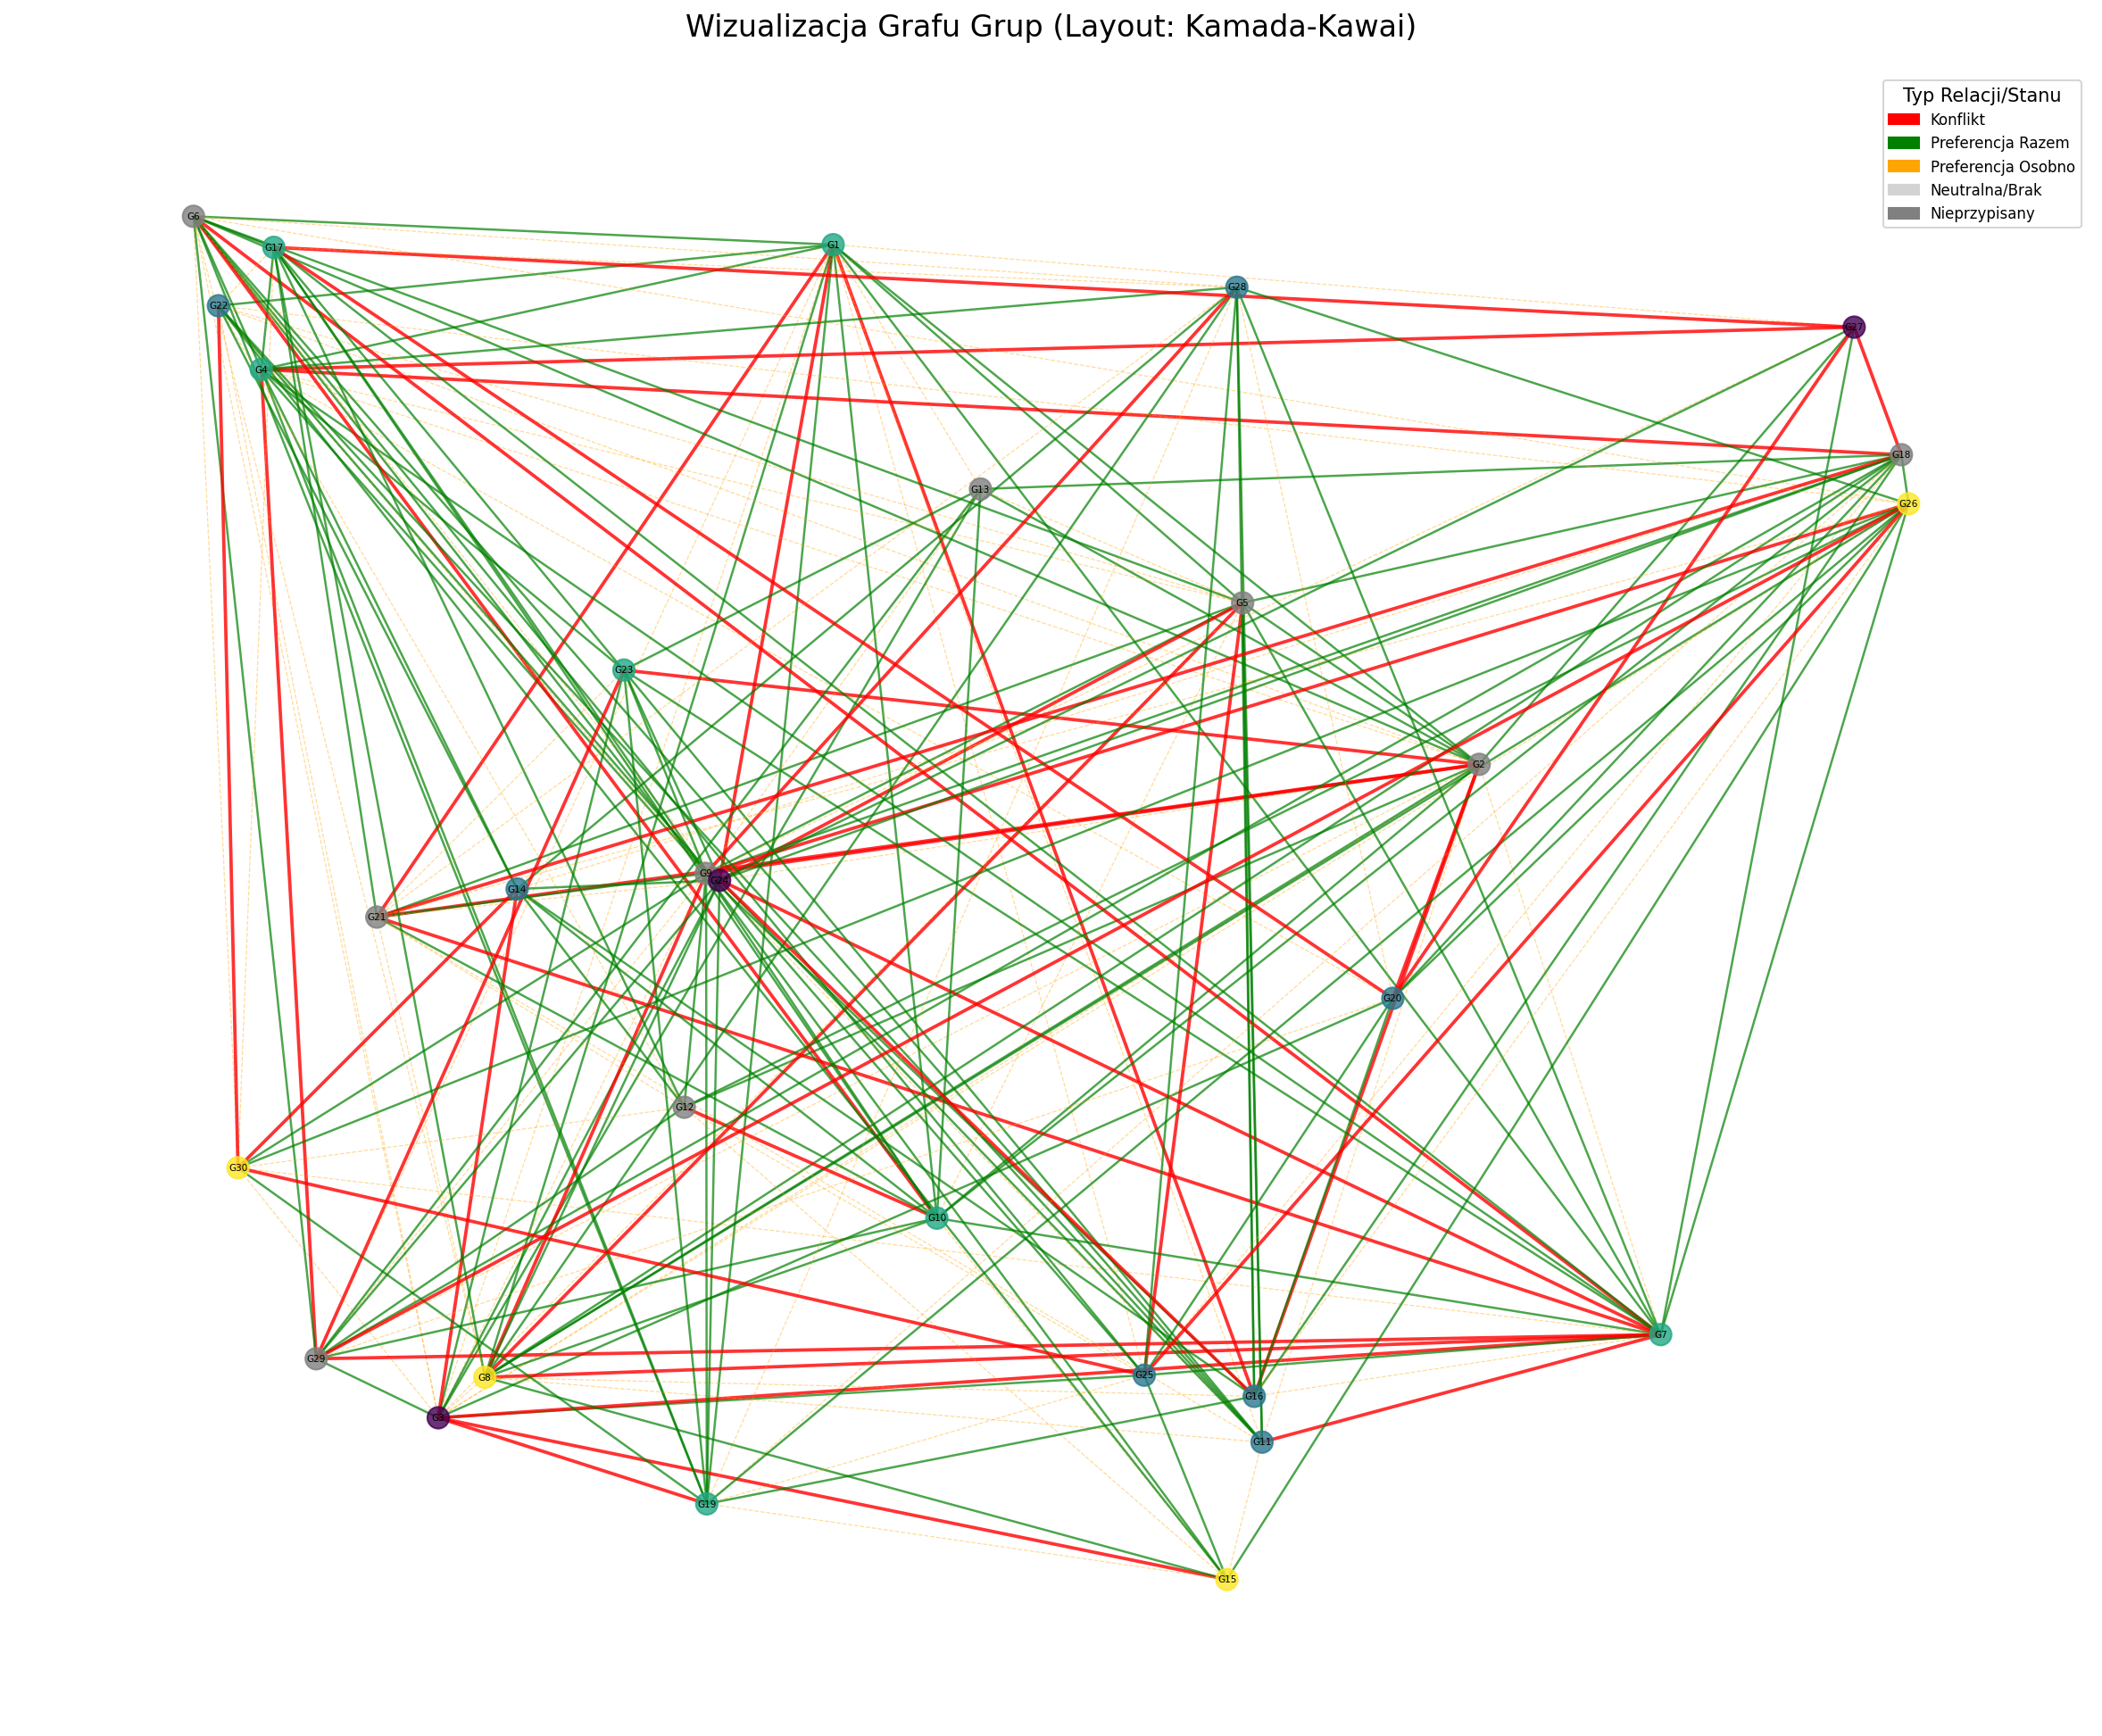 Wizualizacja Grafu Grup (Layout: Kamada-Kawai)
Typ Relacji/Stanu
Konflikt
Preferencja Razem
Preferencja Osobno
Neutralna/Brak
Nieprzypisany
G6
G17
G1
G28
G22
G27
G4
G18
G13
G26
G5
G23
G2
G9
G24
G14
G21
G20
G12
G30
G10
G7
G29
G8
G25
G16
G3
G11
G19
G15